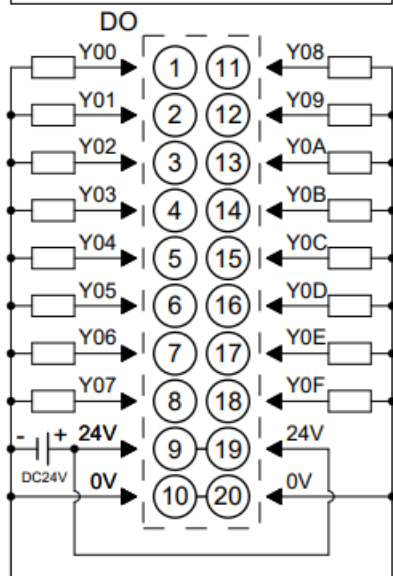 DO
Y00 1 11 Y08
Y01 2 12 Y09
Y02 3 13 Y0A
Y03 4 14 Y0B
Y04 5 15 Y0C
Y05 6 16 Y0D
Y06 7 17 Y0E
Y07 8 18 Y0F
- + 24V 9 19 24V
DC24V 0V 10 20 0V